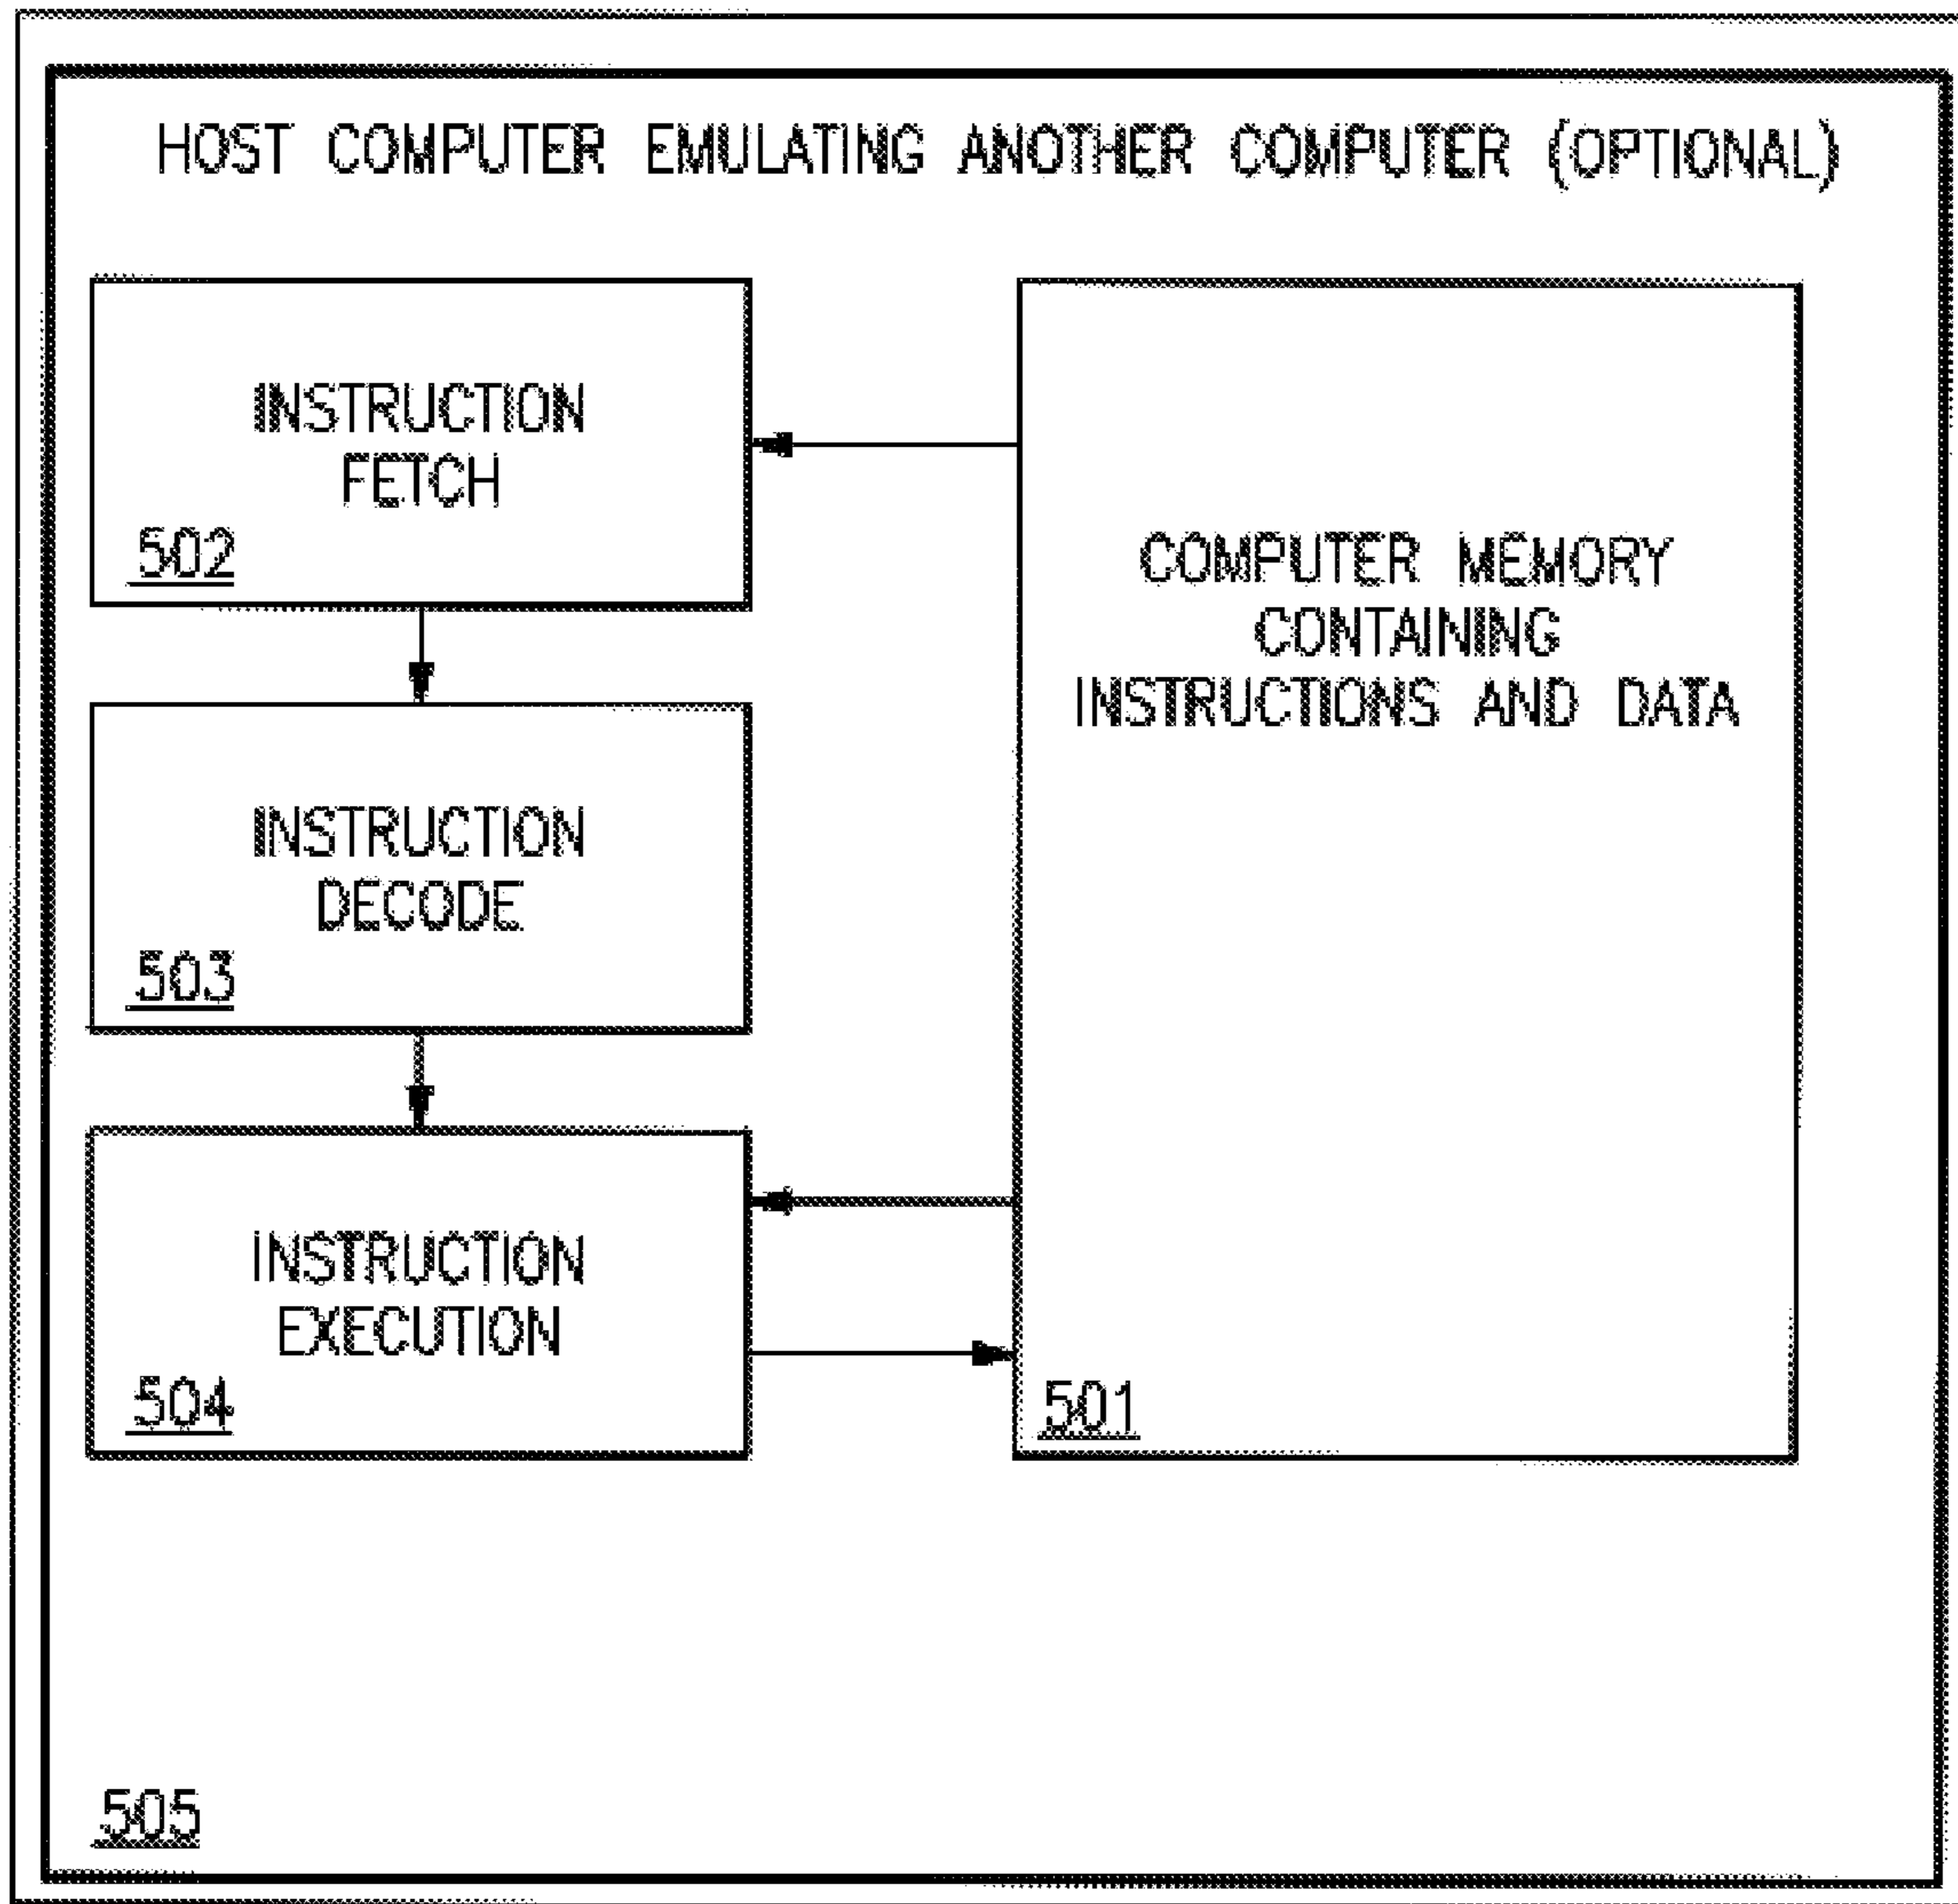 HOST COMPUTER EMULATING ANOTHER COMPUTER (OPTIONAL)
INSTRUCTION
FETCH
502
INSTRUCTION
DECODE
503
INSTRUCTION
EXECUTION
504
COMPUTER MEMORY
CONTAINING
INSTRUCTIONS AND DATA
501
505